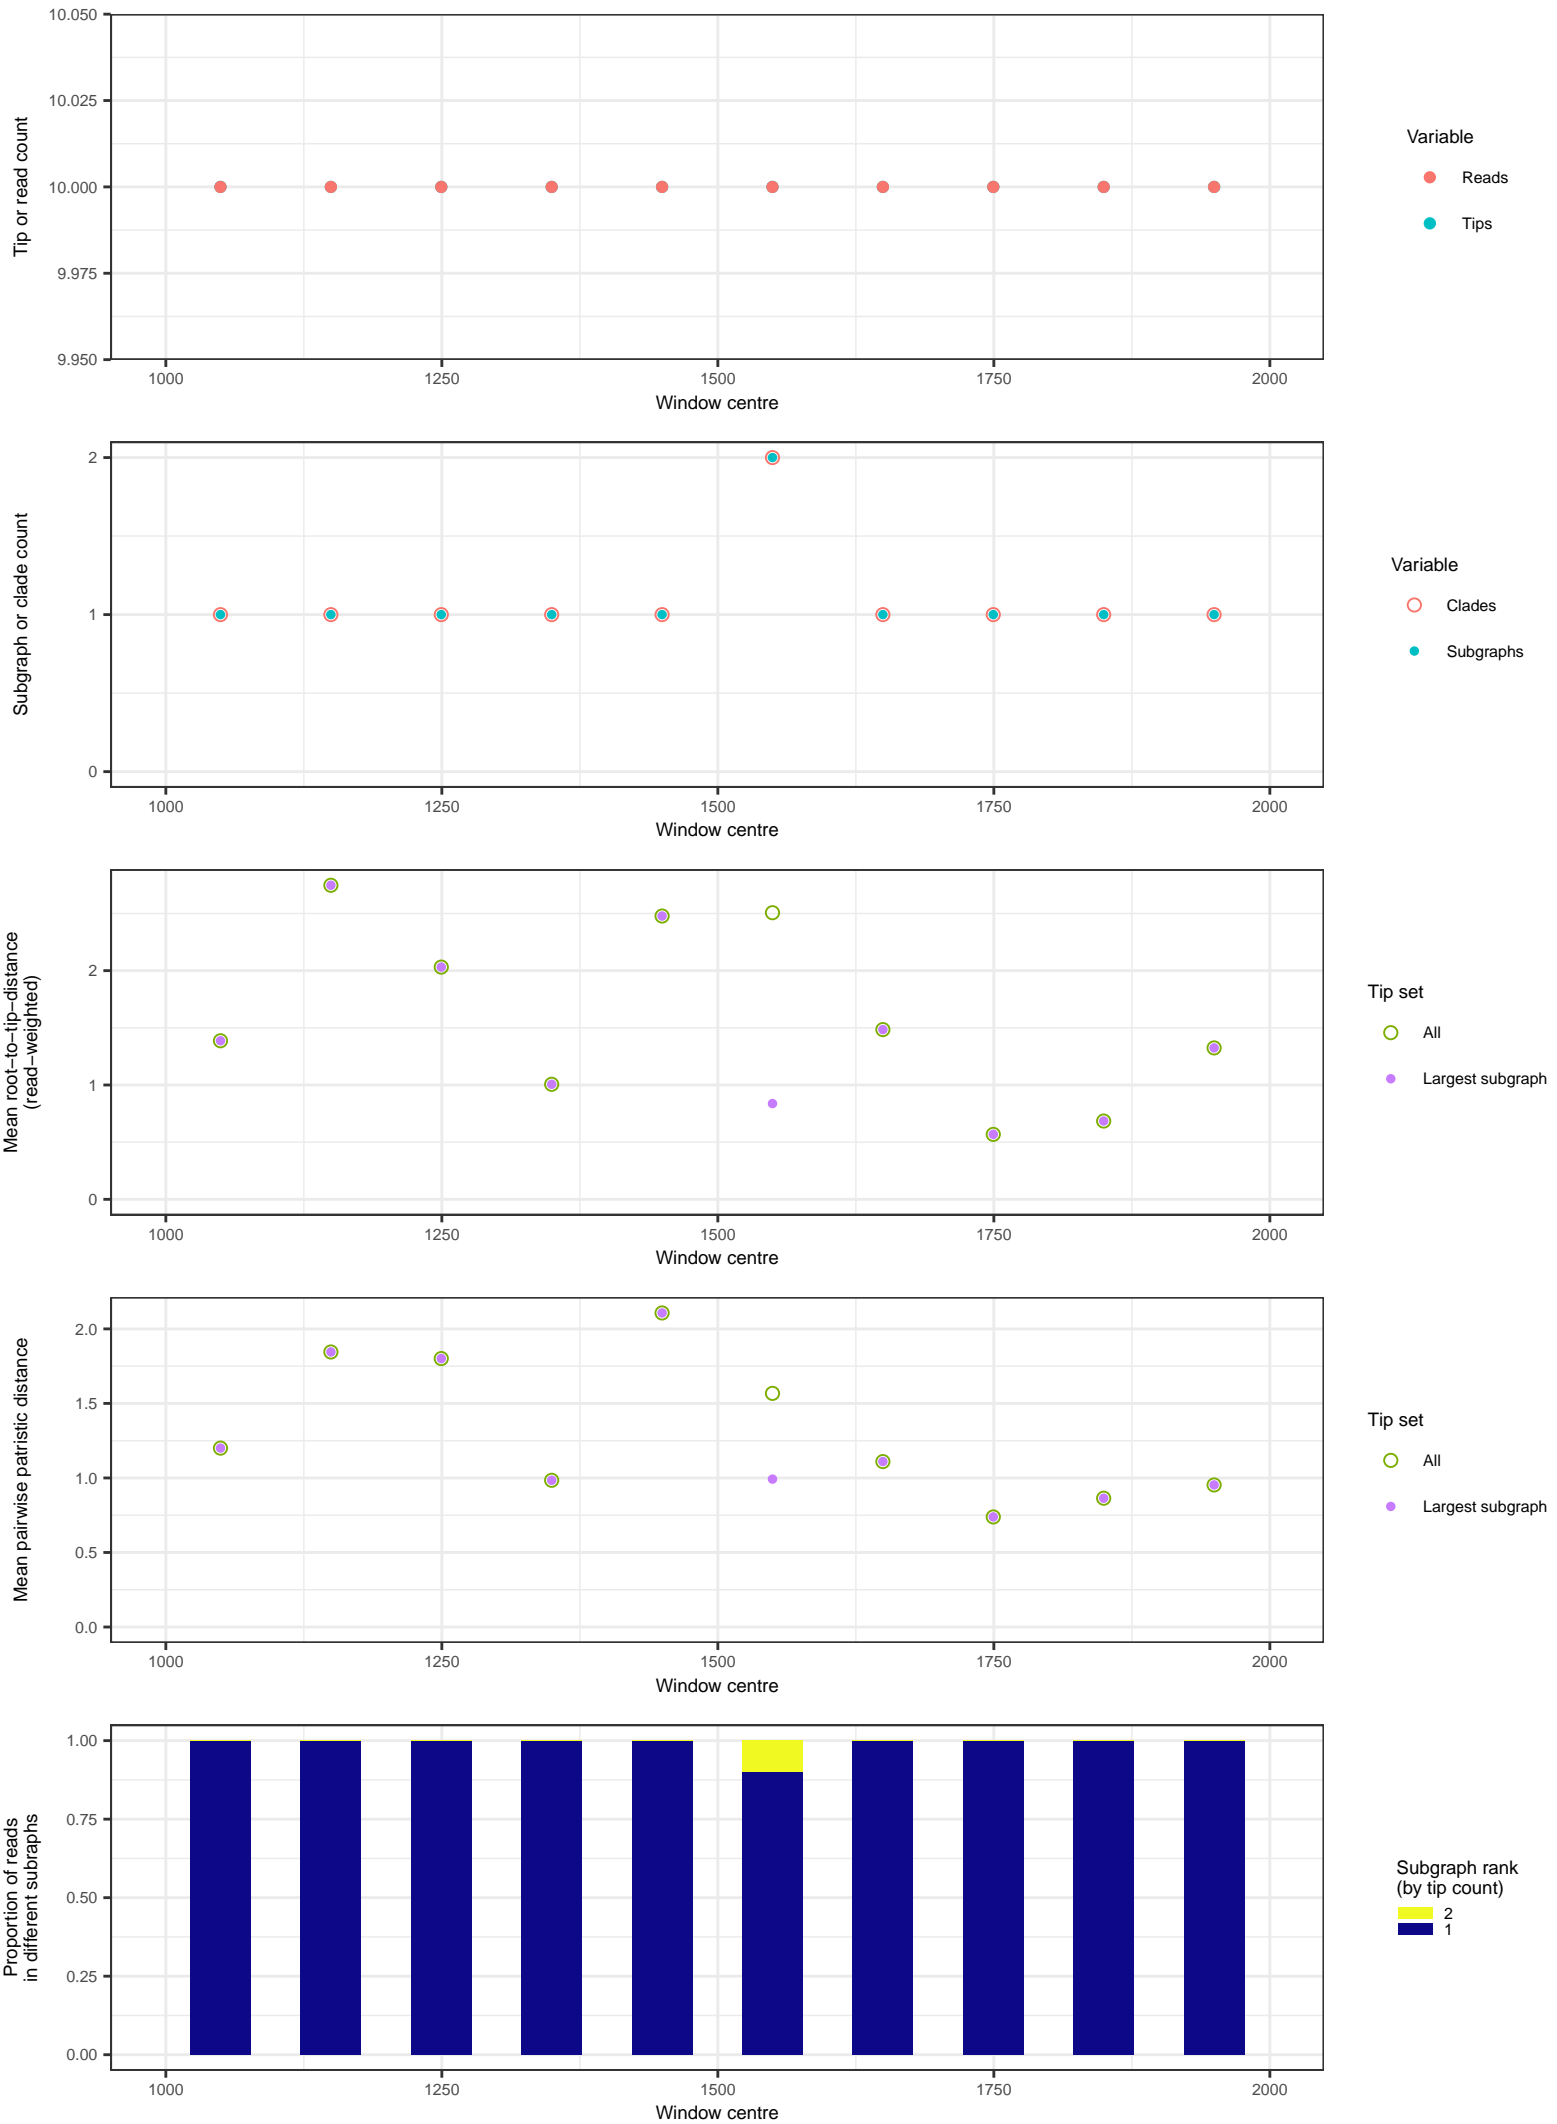 10.050
10.025
10.000
9.975
9.950
Tip or read count
1000 1250 1500 1750 2000
Window centre
Variable
Reads
Tips
2
1
0
Subgraph or clade count
1000 1250 1500 1750 2000
Window centre
Variable
Clades
Subgraphs
2
1
0
Mean root−to−tip−distance
(read−weighted)
1000 1250 1500 1750 2000
Window centre
Tip set
All
Largest subgraph
2.0
1.5
1.0
0.5
0.0
Mean pairwise patristic distance
1000 1250 1500 1750 2000
Window centre
Tip set
All
Largest subgraph
1.00
0.75
0.50
0.25
0.00
Proportion of reads
in different subraphs
1000 1250 1500 1750 2000
Window centre
Subgraph rank
(by tip count)
2
1